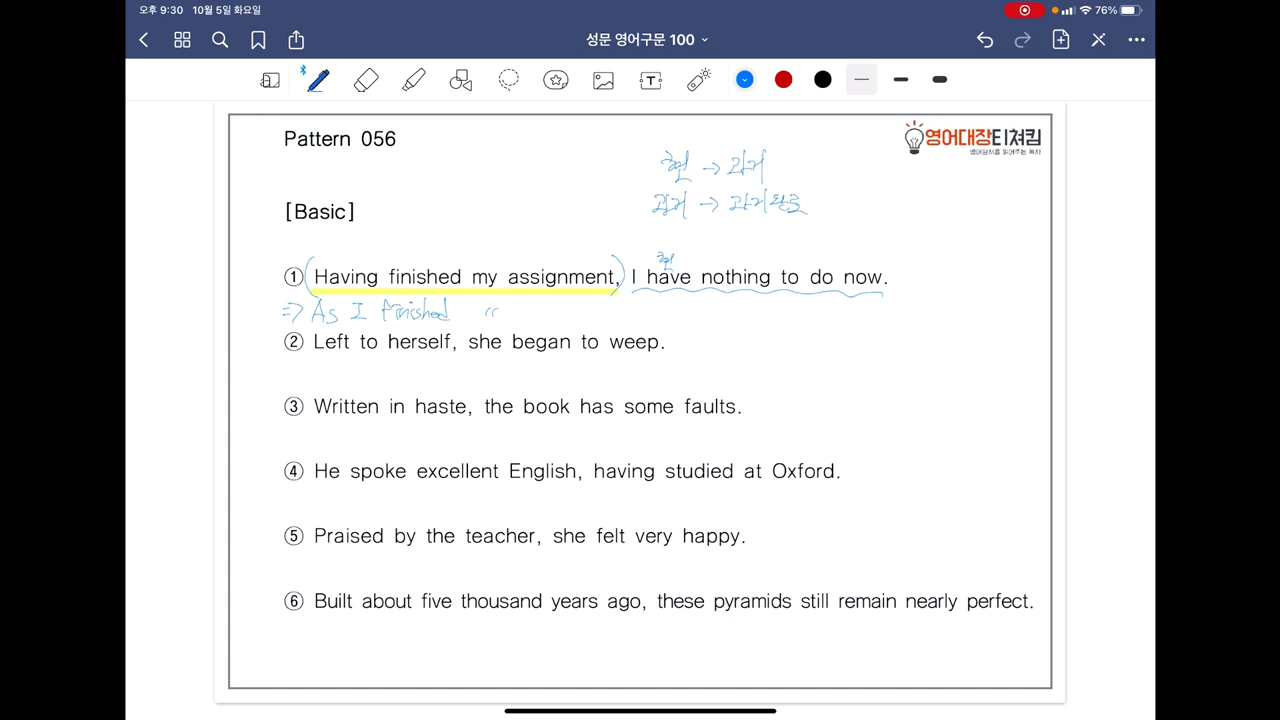 오후 9:30 10월 5일 화요일
76%
성문 영어구문 100
Pattern 056
영어대장티쳐킴
현 → 과거
과거 → 과거완료
[Basic]
현
① Having finished my assignment, I have nothing to do now.
⇒ As I finished 〃
② Left to herself, she began to weep.
③ Written in haste, the book has some faults.
④ He spoke excellent English, having studied at Oxford.
⑤ Praised by the teacher, she felt very happy.
⑥ Built about five thousand years ago, these pyramids still remain nearly perfect.